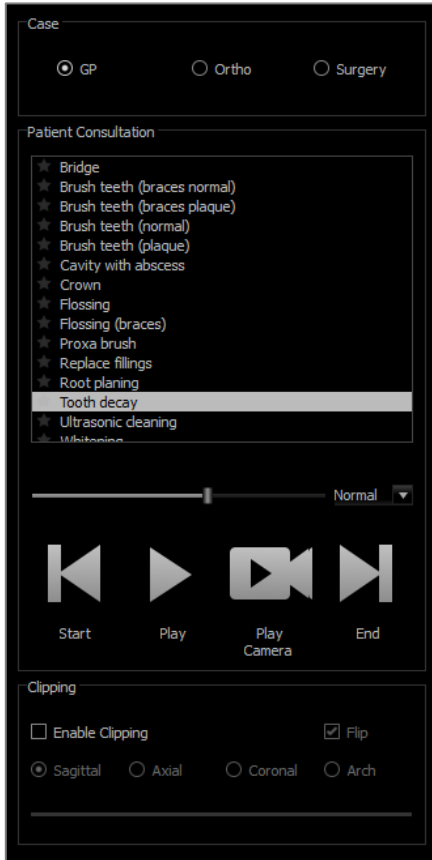 Case
GP
Ortho
Surgery
Patient Consultation
Bridge
Brush teeth (braces normal)
Brush teeth (braces plaque)
Brush teeth (normal)
Brush teeth (plaque)
Cavity with abscess
Crown
Flossing
Flossing (braces)
Proxa brush
Replace fillings
Root planing
Tooth decay
Ultrasonic cleaning
Whitening
Normal
Start
Play
Play
Camera
End
Clipping
Enable Clipping
Flip
Sagittal
Axial
Coronal
Arch